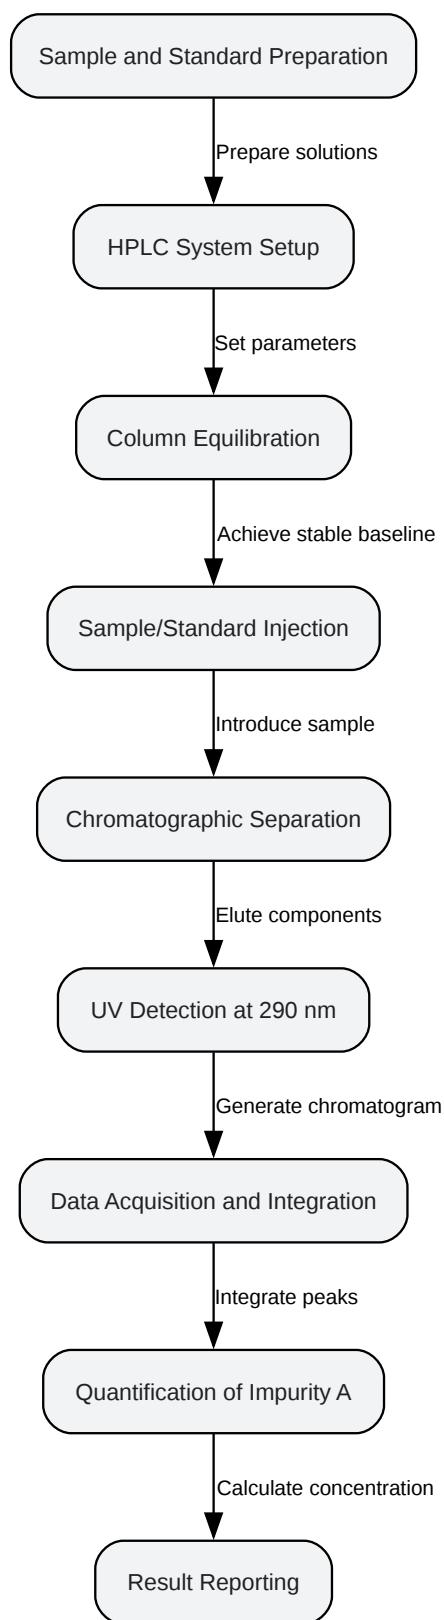 Sample and Standard Preparation
Prepare solutions
HPLC System Setup
Set parameters
Column Equilibration
Achieve stable baseline
Sample/Standard Injection
Introduce sample
Chromatographic Separation
Elute components
UV Detection at 290 nm
Generate chromatogram
Data Acquisition and Integration
Integrate peaks
Quantification of Impurity A
Calculate concentration
Result Reporting